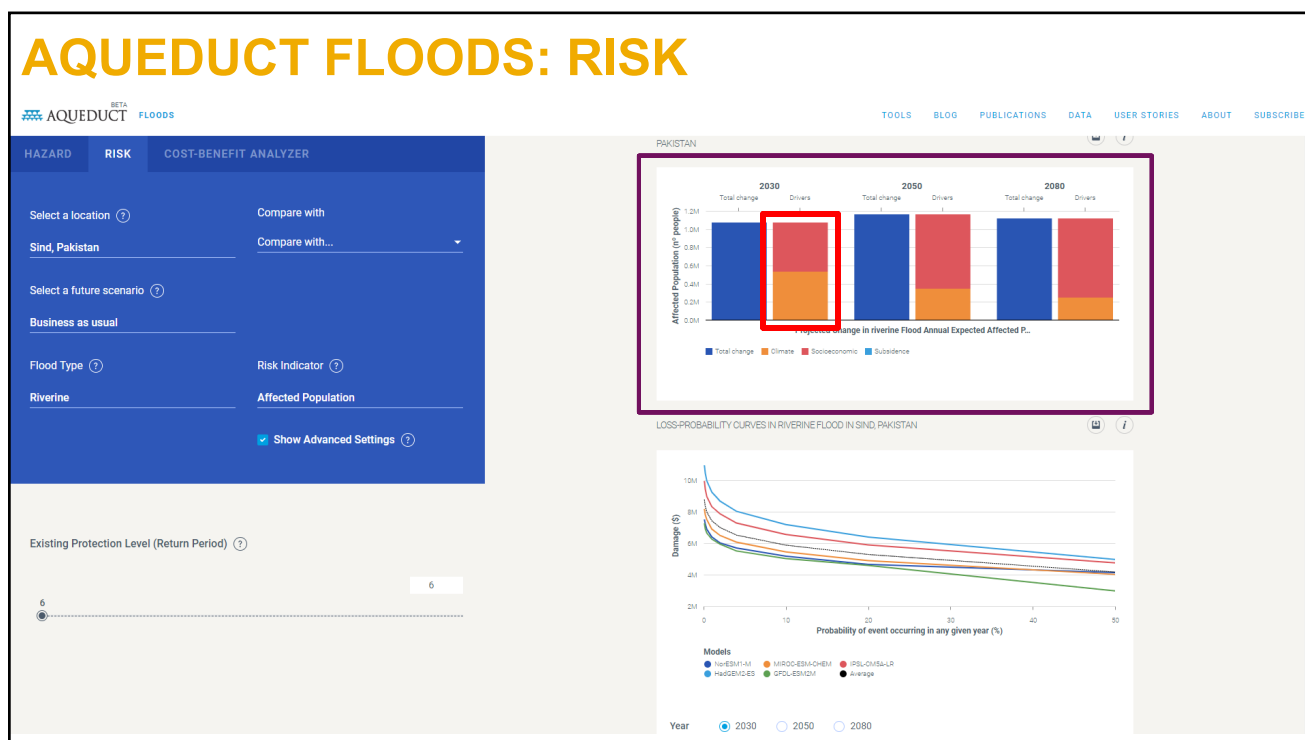 AQUEDUCT FLOODS: RISK
BETA
AQUEDUCT FLOODS
TOOLS BLOG PUBLICATIONS DATA USER STORIES ABOUT SUBSCRIBE
HAZARD RISK COST-BENEFIT ANALYZER
Select a location ?
Compare with
Sind, Pakistan
Compare with...
Select a future scenario ?
Business as usual
Flood Type ?
Risk Indicator ?
Riverine
Affected Population
Show Advanced Settings ?
Existing Protection Level (Return Period) ?
6
6
PAKISTAN
i
2030 2050 2080
Total change Drivers Total change Drivers Total change Drivers
Affected Population (nº people)
1.2M
1.0M
0.8M
0.6M
0.4M
0.2M
0.0M
Projected Change in riverine Flood Annual Expected Affected P...
Total change Climate Socioeconomic Subsidence
LOSS-PROBABILITY CURVES IN RIVERINE FLOOD IN SIND, PAKISTAN
i
Damage ($)
10M
8M
6M
4M
2M
0 10 20 30 40 50
Probability of event occurring in any given year (%)
Models
NorESM1-M MIROC-ESM-CHEM IPSL-CM5A-LR
HadGEM2-ES GFDL-ESM2M Average
Year 2030 2050 2080